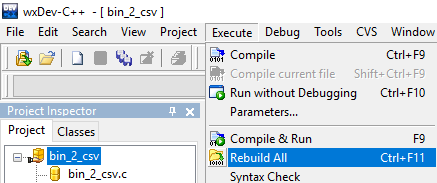 wxDev-C++ - [ bin_2_csv ]
File Edit Search View Project Execute Debug Tools CVS Window
Compile Ctrl+F9
Compile current file Shift+Ctrl+F9
Run without Debugging Ctrl+F10
Parameters...
Project Inspector
Project Classes
Compile & Run F9
bin_2_csv
Rebuild All Ctrl+F11
bin_2_csv.c
Syntax Check